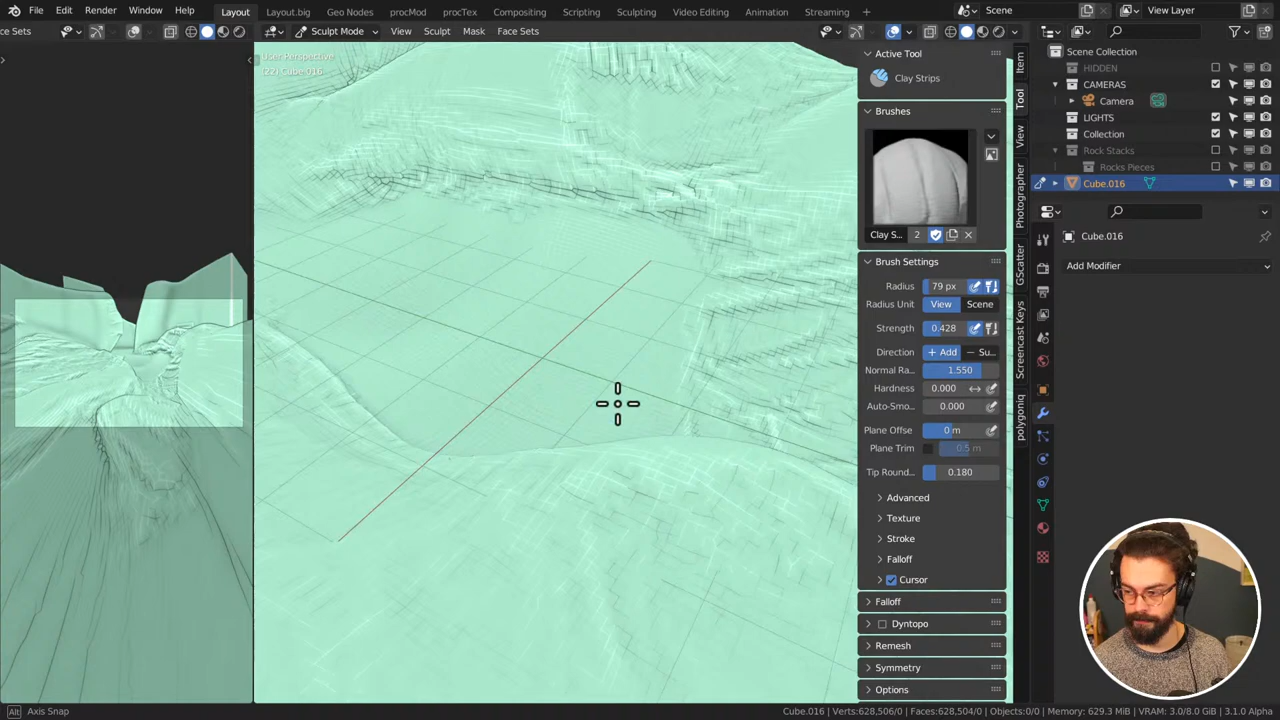 File Edit Render Window Help Layout Layout.big Geo Nodes procMod procTex Compositing Scripting Sculpting Video Editing Animation Streaming + Scene View Layer
ce Sets Sculpt Mode View Sculpt Mask Face Sets
User Perspective
(22) Cube.016
Active Tool
Clay Strips
Brushes
Clay S... 2
Brush Settings
Radius 79 px
Radius Unit View Scene
Strength 0.428
Direction + Add — Su...
Normal Ra... 1.550
Hardness 0.000
Auto-Smo... 0.000
Plane Offse 0 m
Plane Trim 0.5 m
Tip Roun... 0.180
Advanced
Texture
Stroke
Falloff
Cursor
Falloff
Dyntopo
Remesh
Symmetry
Options
Item
Tool
View
Photographer
GScatter
Screencast Keys
polygoniq
Scene Collection
HIDDEN
CAMERAS
Camera
LIGHTS
Collection
Rock Stacks
Rocks Pieces
Cube.016
Cube.016
Add Modifier
Alt Axis Snap
Cube.016 | Verts:628,506/0 | Faces:628,504/0 | Objects:0/0 | Memory: 629.3 MiB | VRAM: 3.0/8.0 GiB | 3.1.0 Alpha